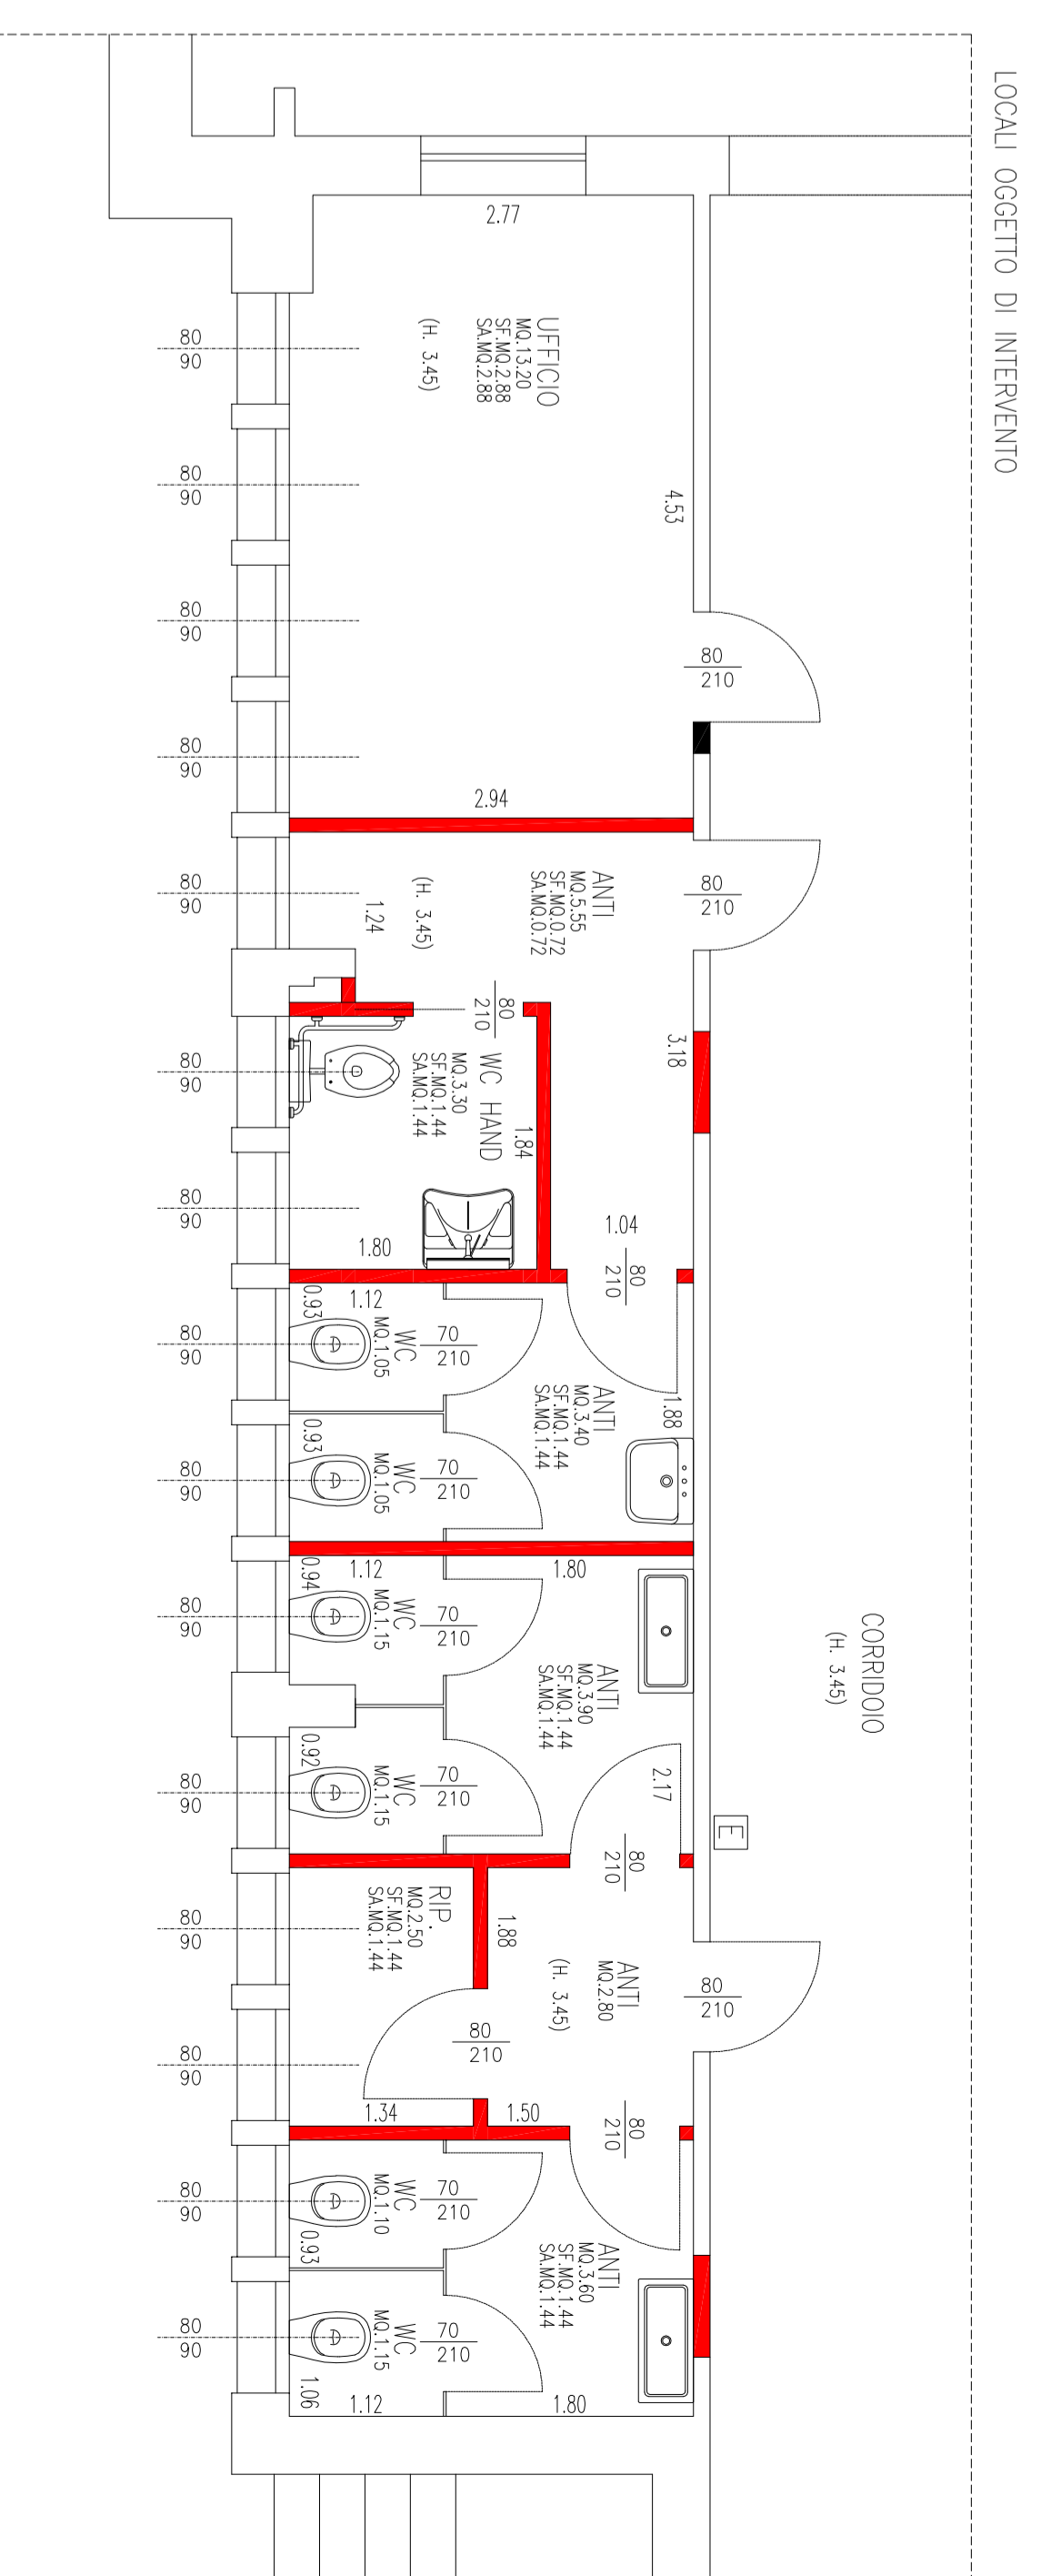 LOCALI OGGETTO DI INTERVENTO
2.77
UFFICIO
MQ.13.20
SF.MQ.2.88
SA.MQ.2.88
(H. 3.45)
4.53
80
90
80
90
80
90
80
90
80
210
2.94
80
210
ANTI
MQ.5.55
SF.MQ.0.72
SA.MQ.0.72
(H. 3.45)
1.24
80
90
80
210
3.18
WC HAND
MQ.3.30
SF.MQ.1.44
SA.MQ.1.44
1.84
80
90
80
90
1.80
1.04
80
210
0.93
1.12
WC
MQ.1.05
70
210
80
90
ANTI
MQ.3.40
SF.MQ.1.44
SA.MQ.1.44
1.88
0.93
WC
MQ.1.05
70
210
80
90
0.94
1.12
1.80
WC
MQ.1.15
70
210
80
90
CORRIDOIO
(H. 3.45)
ANTI
MQ.3.90
SF.MQ.1.44
SA.MQ.1.44
2.17
0.92
WC
MQ.1.15
70
210
80
90
E
80
210
RIP.
MQ.2.50
SF.MQ.1.44
SA.MQ.1.44
1.88
80
90
ANTI
MQ.2.80
(H. 3.45)
80
210
80
210
80
90
1.34
1.50
80
210
WC
MQ.1.10
70
210
80
90
0.93
ANTI
MQ.3.60
SF.MQ.1.44
SA.MQ.1.44
WC
MQ.1.15
70
210
80
90
1.06
1.12
1.80